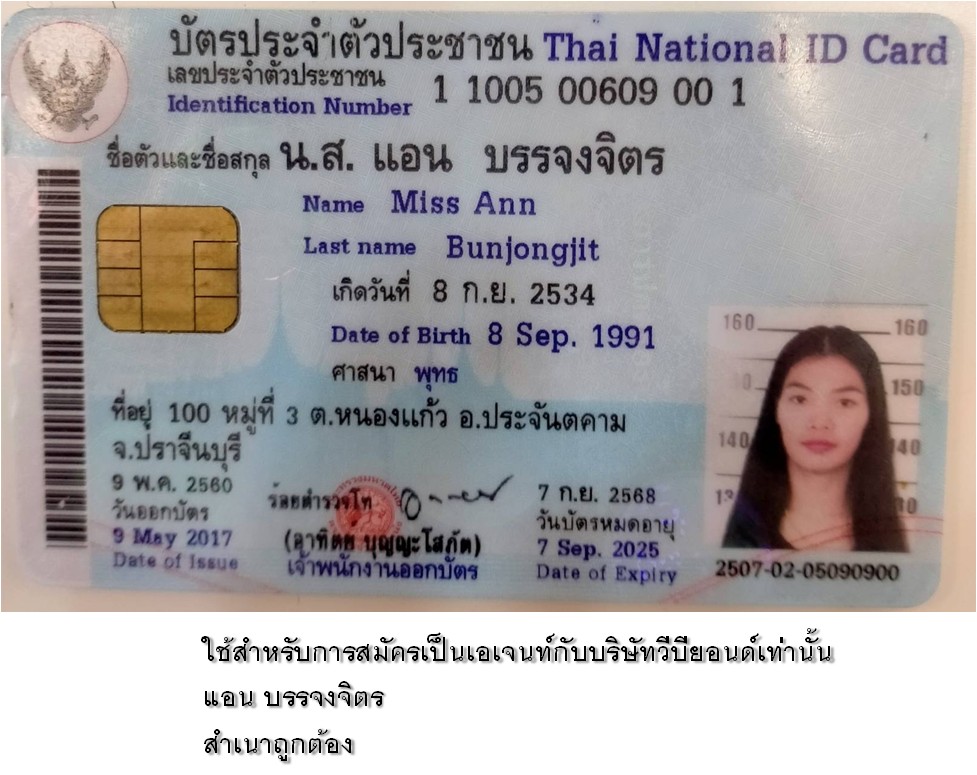 บัตรประจำตัวประชาชน Thai National ID Card
เลขประจำตัวประชาชน
Identification Number 1 1005 00609 00 1
ชื่อตัวและชื่อสกุล น.ส. แอน บรรจงจิตร
Name Miss Ann
Last name Bunjongjit
เกิดวันที่ 8 ก.ย. 2534
Date of Birth 8 Sep. 1991
ศาสนา พุทธ
ที่อยู่ 100 หมู่ที่ 3 ต.หนองแก้ว อ.ประจันตคาม
จ.ปราจีนบุรี
9 พ.ค. 2560
วันออกบัตร
9 May 2017
Date of Issue
ร้อยตำรวจโท
(อาทิตย บุญญะโสภัต)
เจ้าพนักงานออกบัตร
7 ก.ย. 2568
วันบัตรหมดอายุ
7 Sep. 2025
Date of Expiry
160 160
150
140 140
2507-02-05090900
ใช้สำหรับการสมัครเป็นเอเจนท์กับบริษัทวีบียอนด์เท่านั้น
แอน บรรจงจิตร
สำเนาถูกต้อง